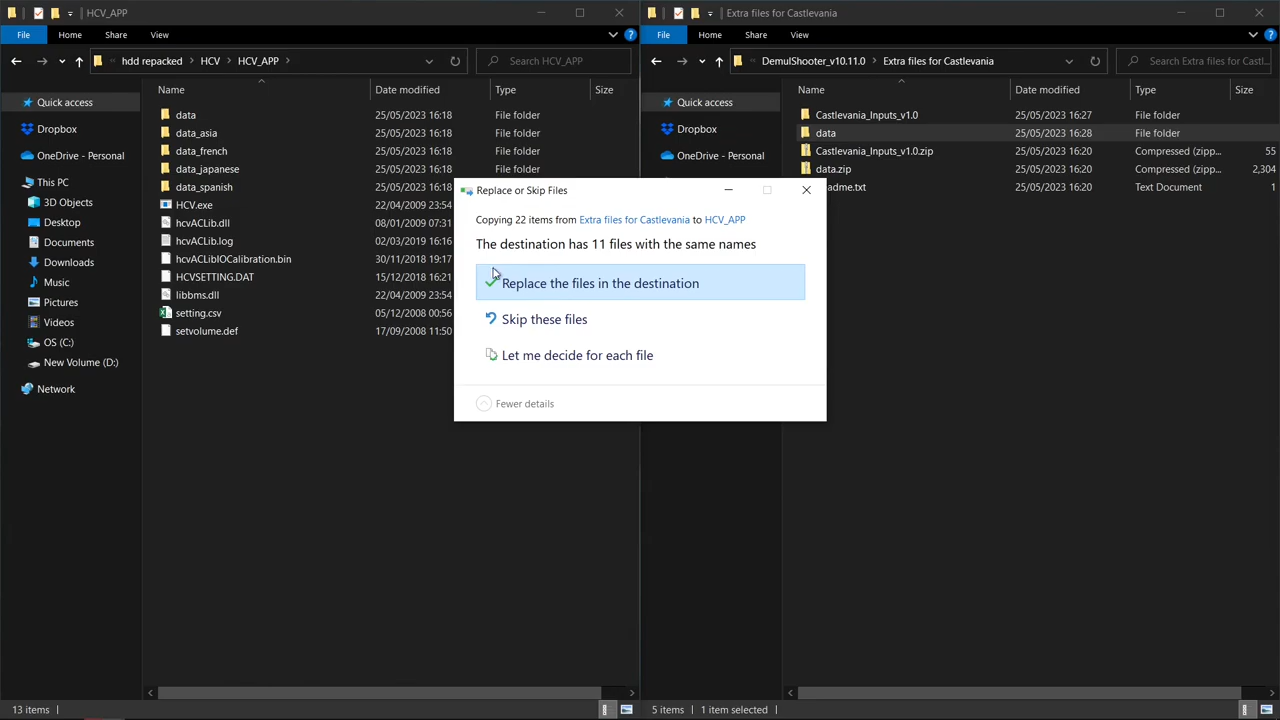 HCV_APP
File Home Share View
hdd repacked HCV HCV_APP
Search HCV_APP
Name Date modified Type Size
Quick access
Dropbox
OneDrive - Personal
This PC
3D Objects
Desktop
Documents
Downloads
Music
Pictures
Videos
OS (C:)
New Volume (D:)
Network
data 25/05/2023 16:18 File folder
data_asia 25/05/2023 16:18 File folder
data_french 25/05/2023 16:18 File folder
data_japanese 25/05/2023 16:18 File folder
data_spanish 25/05/2023 16:18
HCV.exe 22/04/2009 23:54
hcvACLib.dll 08/01/2009 07:31
hcvACLib.log 02/03/2019 16:16
hcvACLibIOCalibration.bin 30/11/2018 19:17
HCVSETTING.DAT 15/12/2018 16:21
libbms.dll 22/04/2009 23:54
setting.csv 05/12/2008 00:56
setvolume.def 17/09/2008 11:50
13 items
Extra files for Castlevania
File Home Share View
DemulShooter_v10.11.0 Extra files for Castlevania
Search Extra files for Castl...
Name Date modified Type Size
Quick access
Dropbox
OneDrive - Personal
Castlevania_Inputs_v1.0 25/05/2023 16:27 File folder
data 25/05/2023 16:28 File folder
Castlevania_Inputs_v1.0.zip 25/05/2023 16:20 Compressed (zipp... 55
data.zip 25/05/2023 16:20 Compressed (zipp... 2,304
25/05/2023 16:20 Text Document
5 items 1 item selected
Replace or Skip Files
Copying 22 items from Extra files for Castlevania to HCV_APP
The destination has 11 files with the same names
Replace the files in the destination
Skip these files
Let me decide for each file
Fewer details